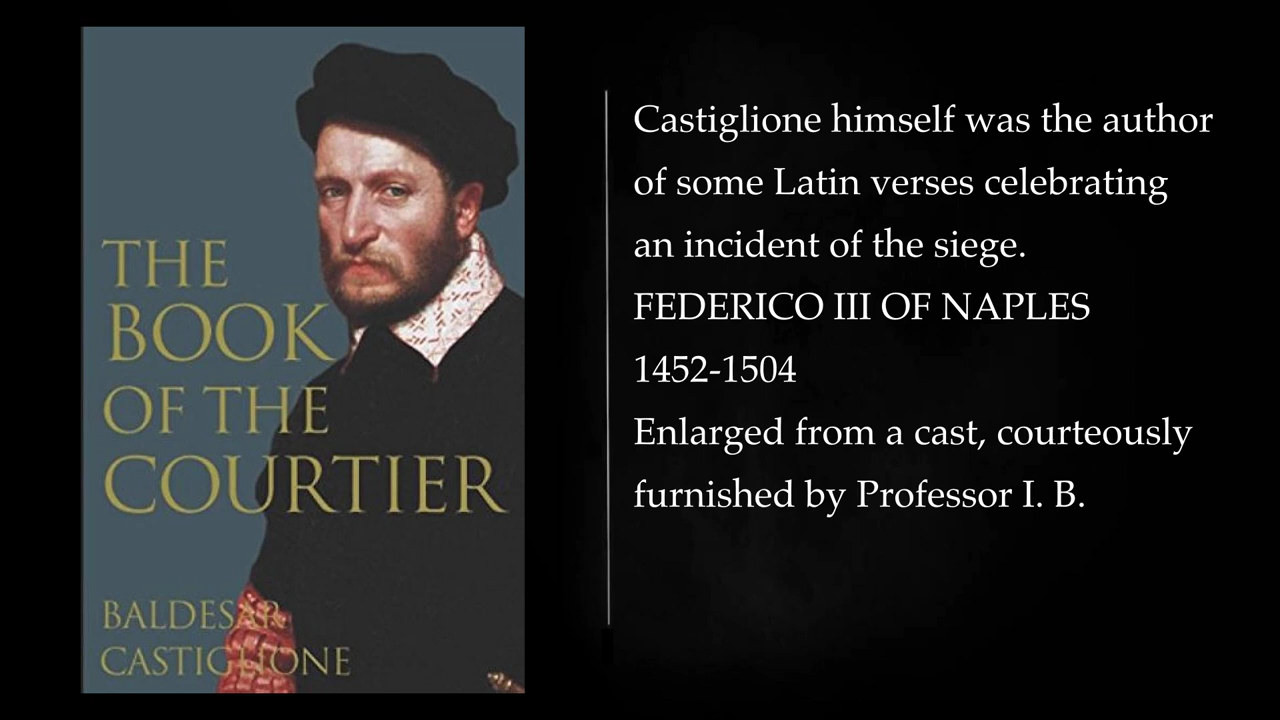 THE
BOOK
OF THE
COURTIER
BALDESAR
CASTIGLIONE
Castiglione himself was the author
of some Latin verses celebrating
an incident of the siege.
FEDERICO III OF NAPLES
1452-1504
Enlarged from a cast, courteously
furnished by Professor I. B.